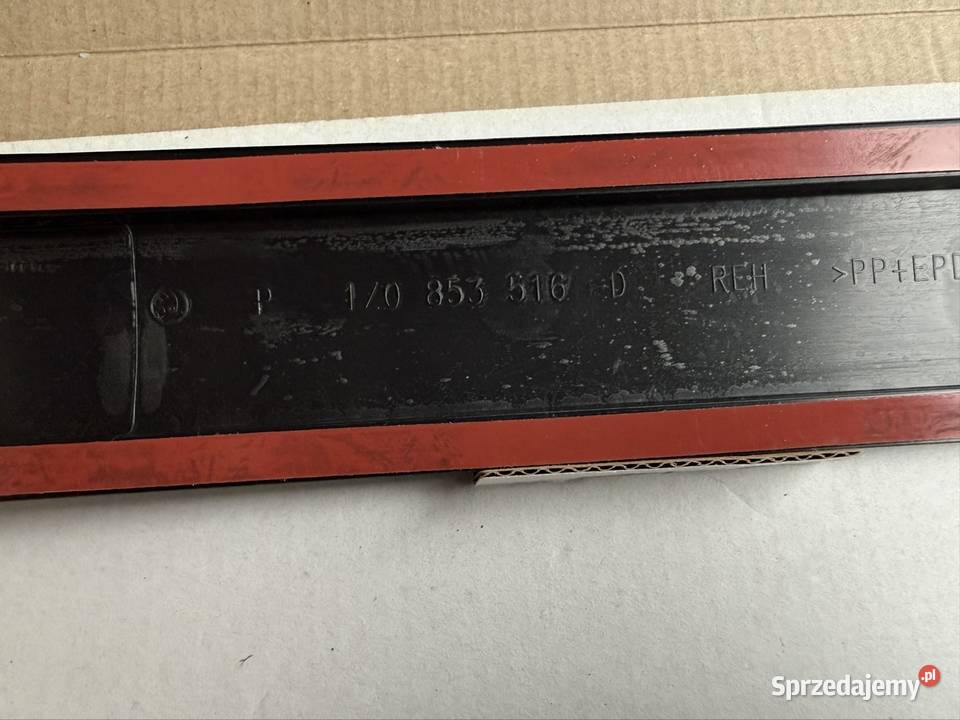 P 1Z0 853 516 D REH >PP+EPD
Sprzedajemy.pl